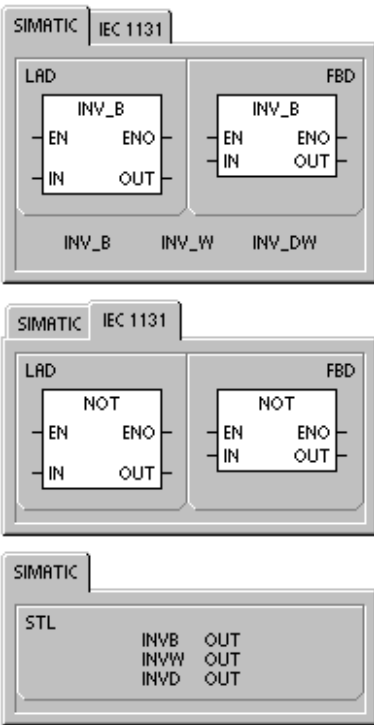 SIMATIC IEC 1131
LAD FBD
INV_B INV_B
EN ENO EN ENO
IN OUT IN OUT
INV_B INV_W INV_DW
SIMATIC IEC 1131
LAD FBD
NOT NOT
EN ENO EN ENO
IN OUT IN OUT
SIMATIC
STL
INVB OUT
INVW OUT
INVD OUT